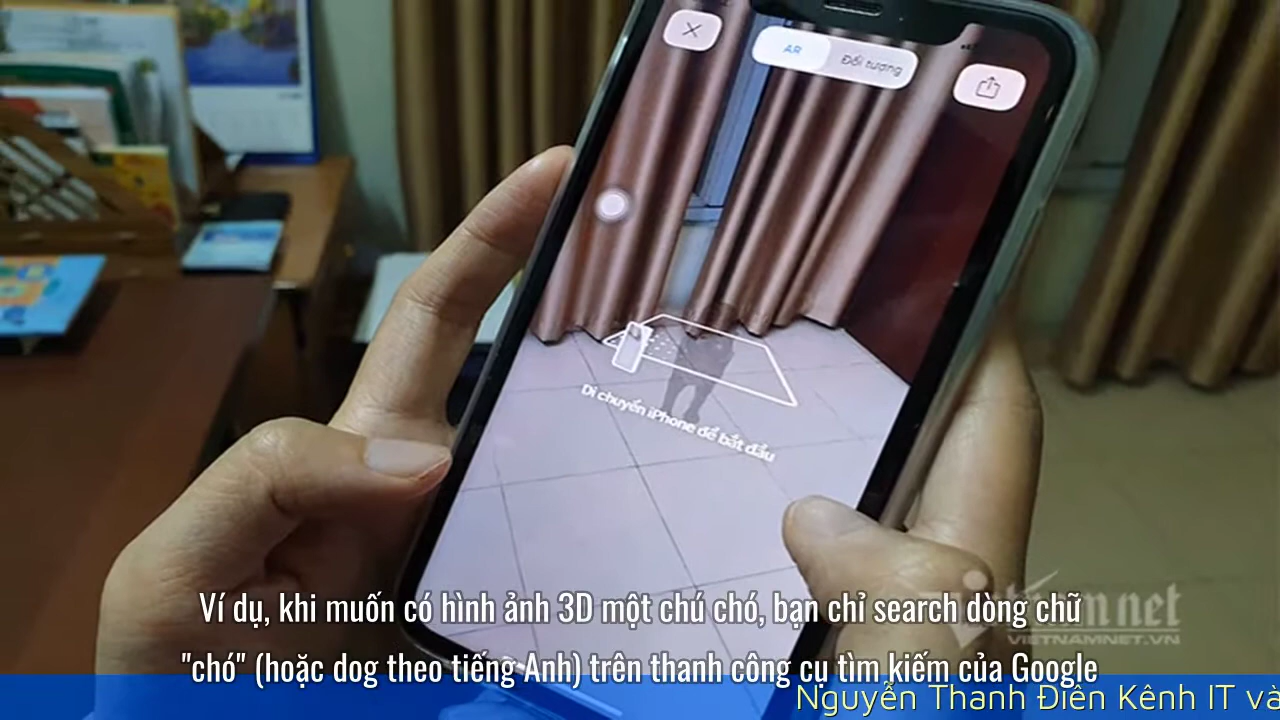 AR
Đối tượng
Di chuyển iPhone để bắt đầu
Ví dụ, khi muốn có hình ảnh 3D một chú chó, bạn chỉ search dòng chữ
"chó" (hoặc dog theo tiếng Anh) trên thanh công cụ tìm kiếm của Google
Vietnamnet
VIETNAMNET.VN
Nguyễn Thanh Điền Kênh IT và